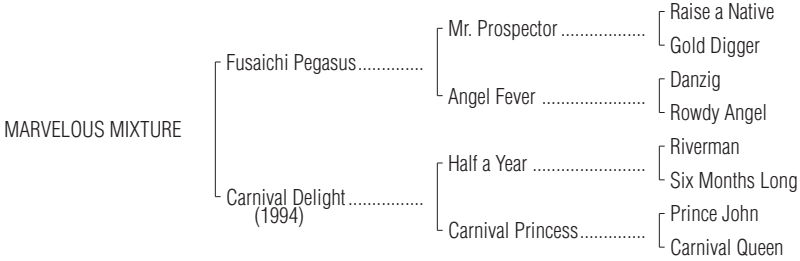 Raise a Native
Mr. Prospector ....................
Gold Digger
Fusaichi Pegasus..............
Danzig
Angel Fever .......................
Rowdy Angel
MARVELOUS MIXTURE
Riverman
Half a Year .........................
Six Months Long
Carnival Delight................
(1994)
Prince John
Carnival Princess..............
Carnival Queen